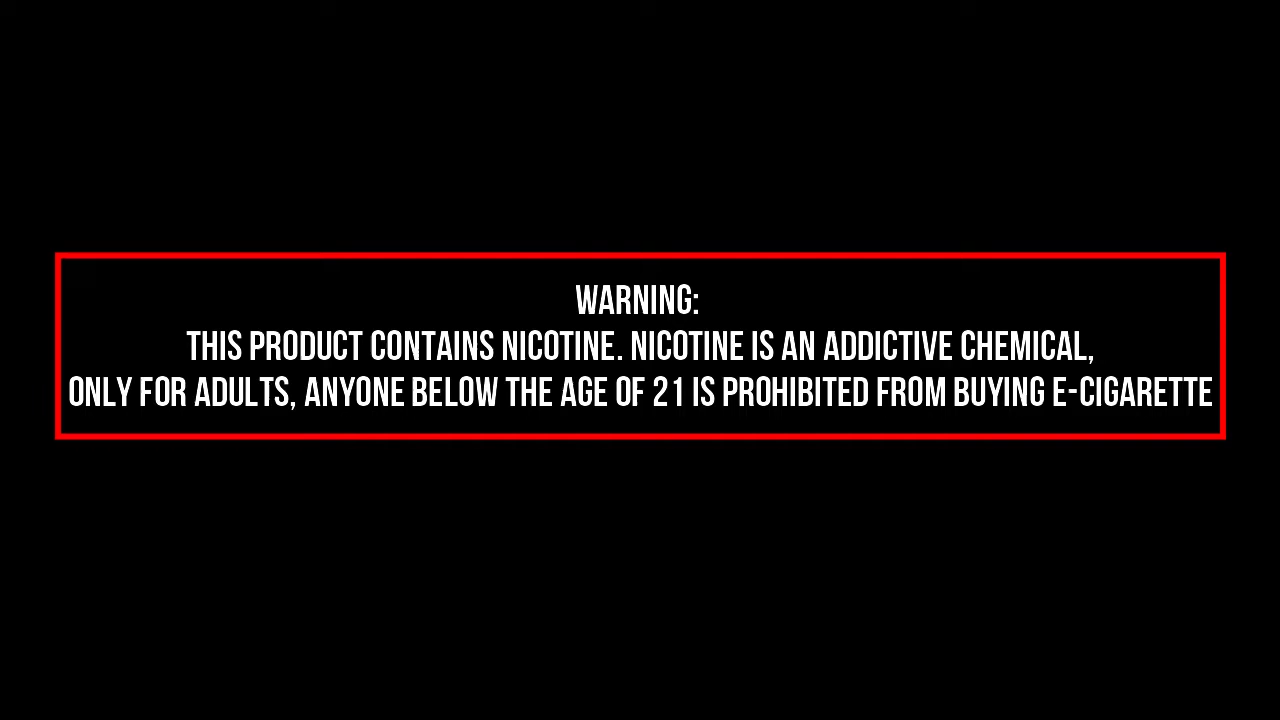 WARNING:
THIS PRODUCT CONTAINS NICOTINE. NICOTINE IS AN ADDICTIVE CHEMICAL,
ONLY FOR ADULTS, ANYONE BELOW THE AGE OF 21 IS PROHIBITED FROM BUYING E-CIGARETTE